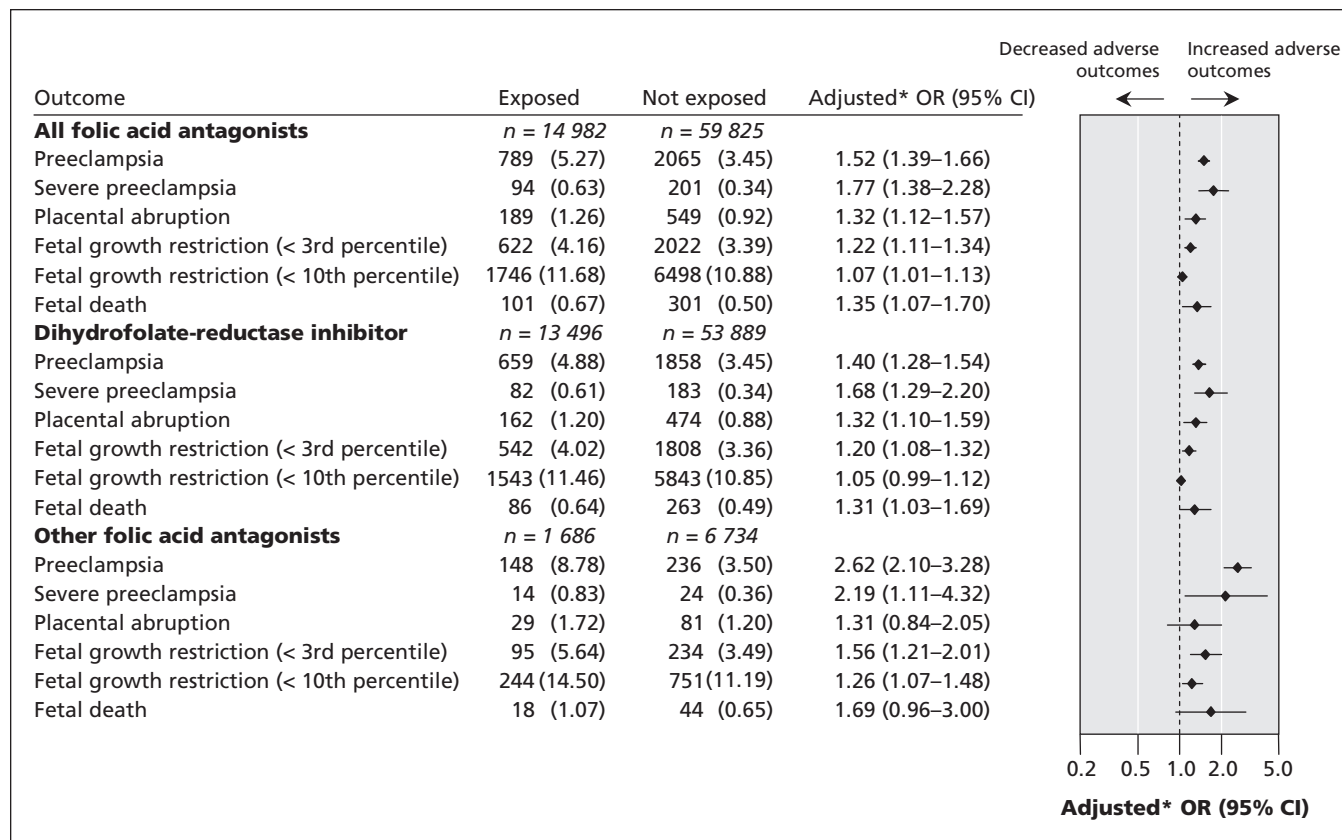 Decreased adverse outcomes
Increased adverse outcomes
Outcome Exposed Not exposed Adjusted* OR (95% CI)
All folic acid antagonists n = 14 982 n = 59 825
Preeclampsia 789 (5.27) 2065 (3.45) 1.52 (1.39–1.66)
Severe preeclampsia 94 (0.63) 201 (0.34) 1.77 (1.38–2.28)
Placental abruption 189 (1.26) 549 (0.92) 1.32 (1.12–1.57)
Fetal growth restriction (< 3rd percentile) 622 (4.16) 2022 (3.39) 1.22 (1.11–1.34)
Fetal growth restriction (< 10th percentile) 1746 (11.68) 6498 (10.88) 1.07 (1.01–1.13)
Fetal death 101 (0.67) 301 (0.50) 1.35 (1.07–1.70)
Dihydrofolate-reductase inhibitor n = 13 496 n = 53 889
Preeclampsia 659 (4.88) 1858 (3.45) 1.40 (1.28–1.54)
Severe preeclampsia 82 (0.61) 183 (0.34) 1.68 (1.29–2.20)
Placental abruption 162 (1.20) 474 (0.88) 1.32 (1.10–1.59)
Fetal growth restriction (< 3rd percentile) 542 (4.02) 1808 (3.36) 1.20 (1.08–1.32)
Fetal growth restriction (< 10th percentile) 1543 (11.46) 5843 (10.85) 1.05 (0.99–1.12)
Fetal death 86 (0.64) 263 (0.49) 1.31 (1.03–1.69)
Other folic acid antagonists n = 1 686 n = 6 734
Preeclampsia 148 (8.78) 236 (3.50) 2.62 (2.10–3.28)
Severe preeclampsia 14 (0.83) 24 (0.36) 2.19 (1.11–4.32)
Placental abruption 29 (1.72) 81 (1.20) 1.31 (0.84–2.05)
Fetal growth restriction (< 3rd percentile) 95 (5.64) 234 (3.49) 1.56 (1.21–2.01)
Fetal growth restriction (< 10th percentile) 244 (14.50) 751 (11.19) 1.26 (1.07–1.48)
Fetal death 18 (1.07) 44 (0.65) 1.69 (0.96–3.00)
0.2 0.5 1.0 2.0 5.0
Adjusted* OR (95% CI)